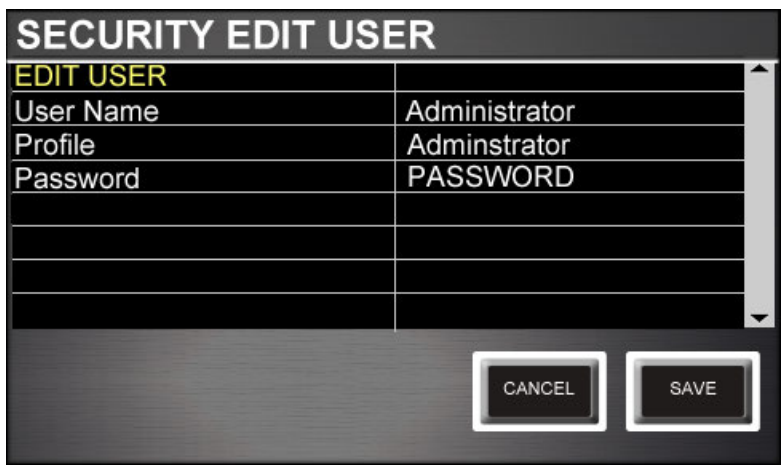 SECURITY EDIT USER
EDIT USER
User Name Administrator
Profile Adminstrator
Password PASSWORD
CANCEL SAVE